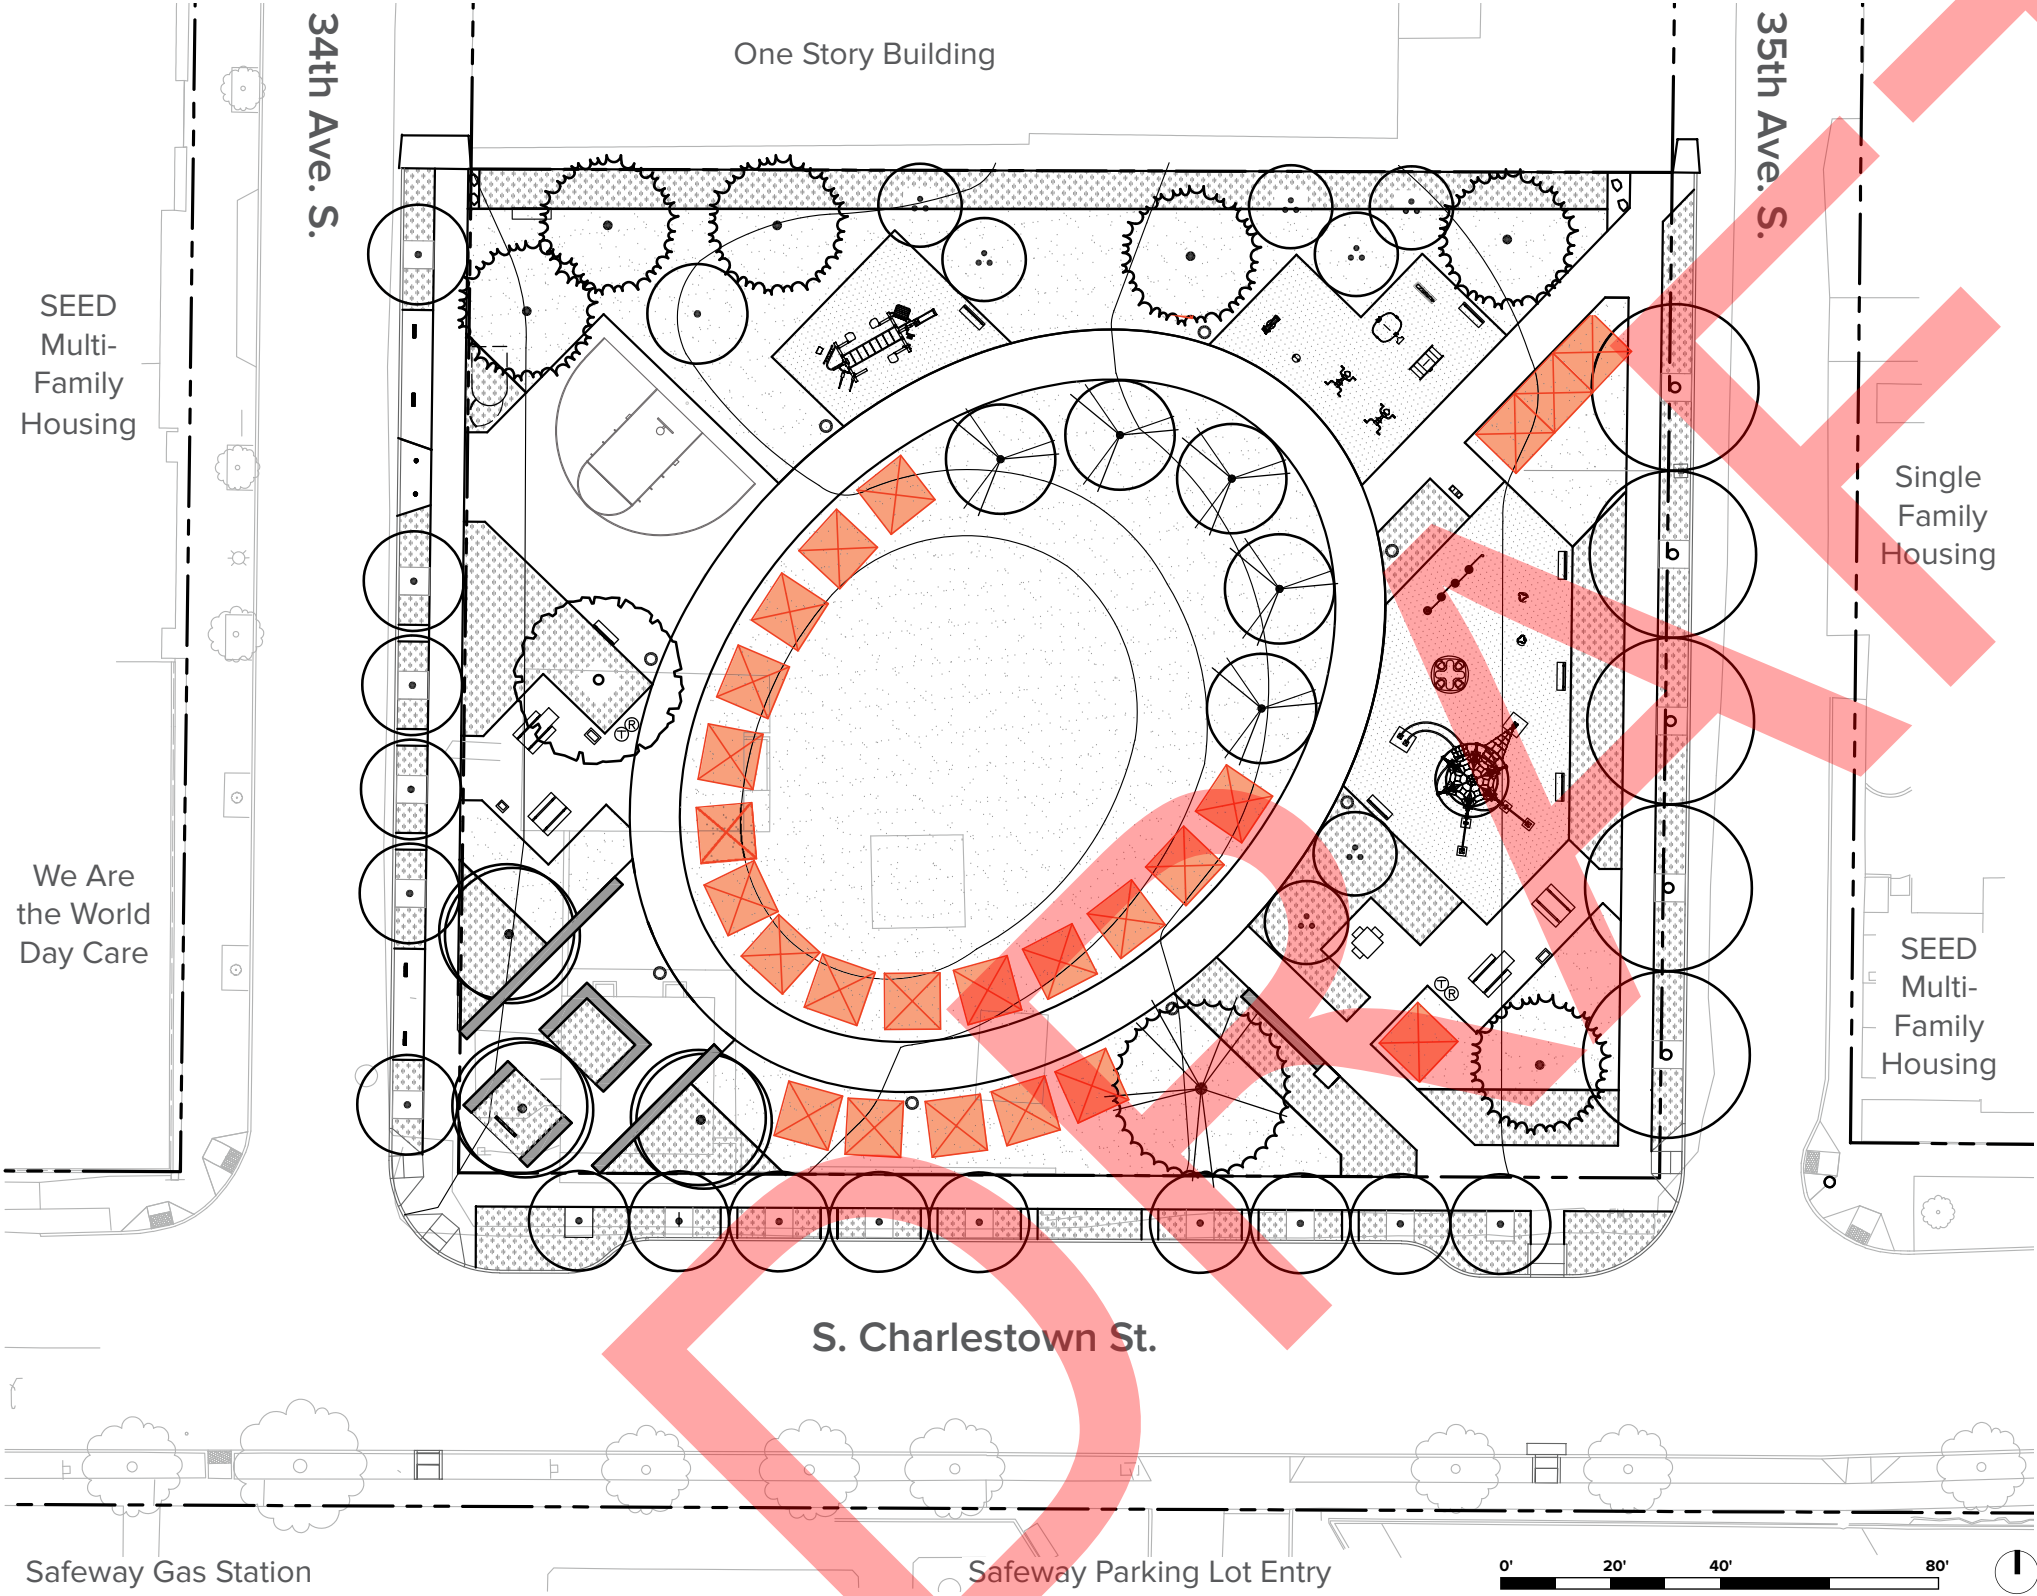 34th Ave. S.
One Story Building
35th Ave. S.
SEED
Multi-
Family
Housing
Single
Family
Housing
We Are
the World
Day Care
SEED
Multi-
Family
Housing
T R
T R
DRAFT
S. Charlestown St.
Safeway Gas Station
Safeway Parking Lot Entry
0' 20' 40' 80'